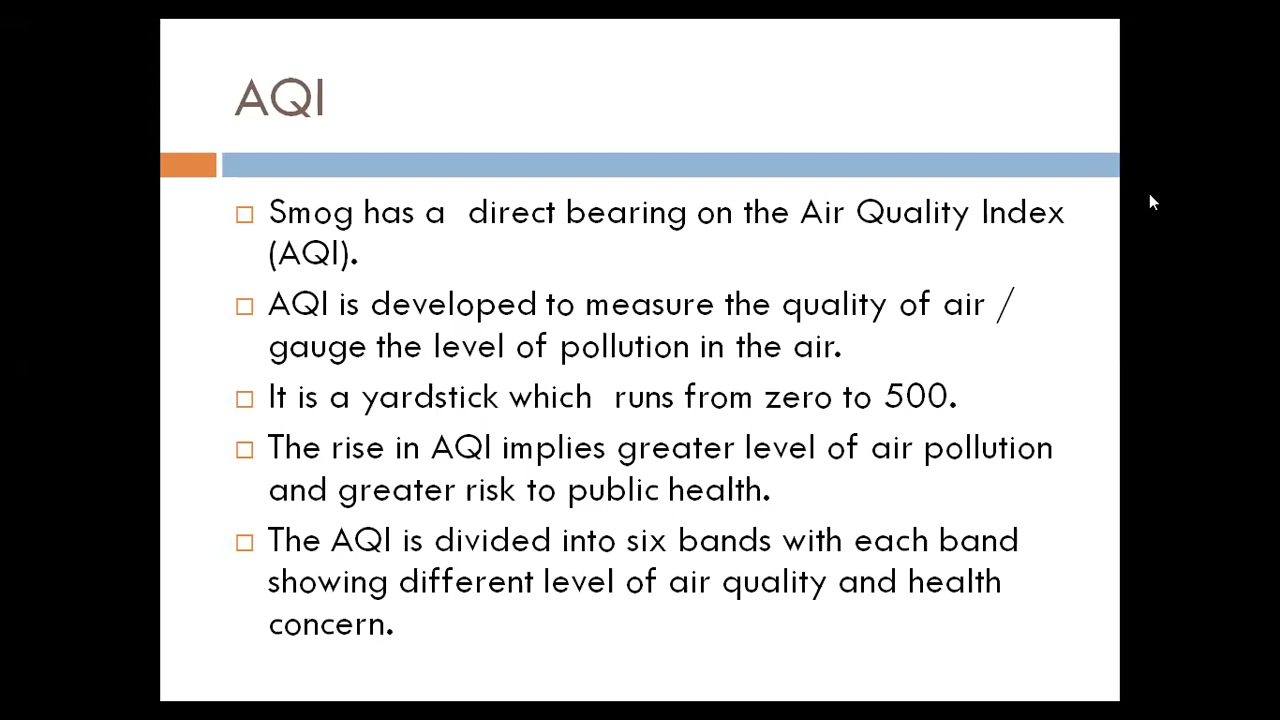 AQI
Smog has a direct bearing on the Air Quality Index
(AQI).
AQI is developed to measure the quality of air /
gauge the level of pollution in the air.
It is a yardstick which runs from zero to 500.
The rise in AQI implies greater level of air pollution
and greater risk to public health.
The AQI is divided into six bands with each band
showing different level of air quality and health
concern.